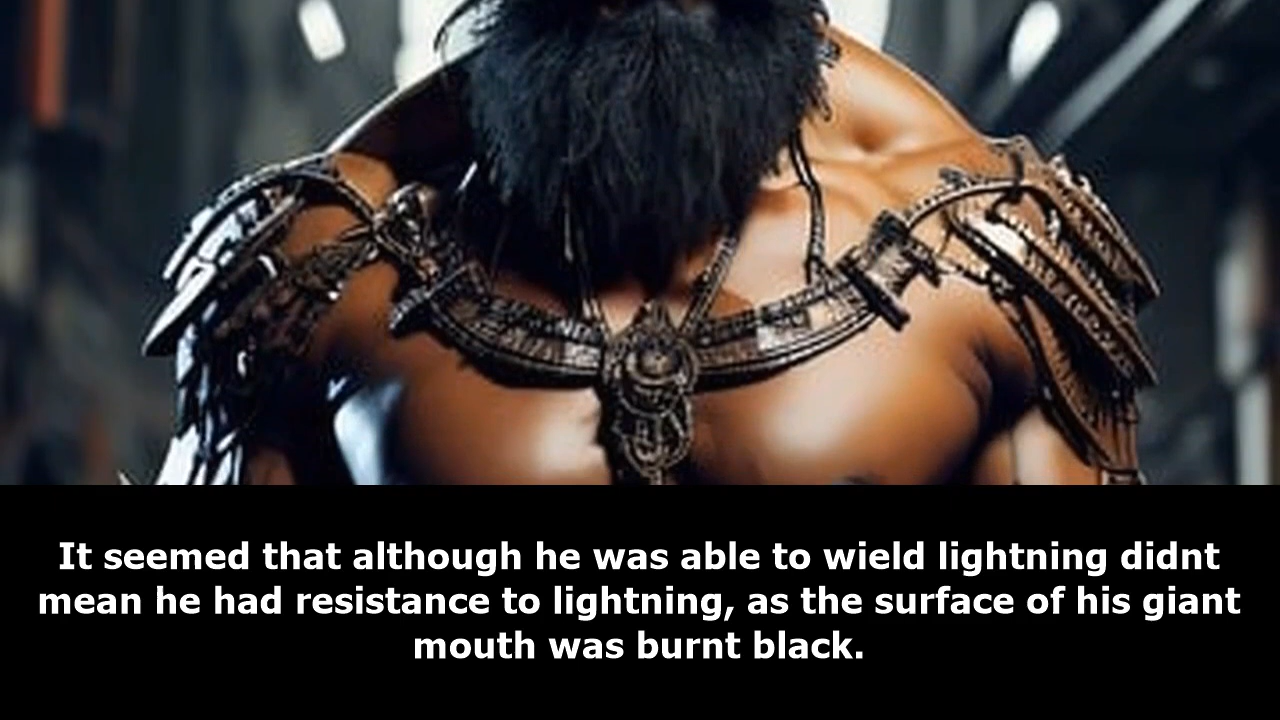 It seemed that although he was able to wield lightning didnt
mean he had resistance to lightning, as the surface of his giant
mouth was burnt black.